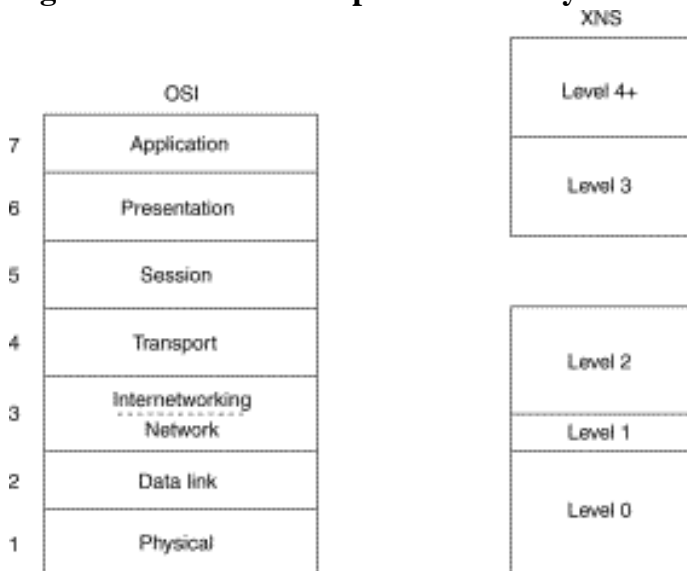 XNS
OSI
Level 4+
7 Application
Level 3
6 Presentation
5 Session
4 Transport
Level 2
Internetworking
3
Network
Level 1
2 Data link
Level 0
1 Physical